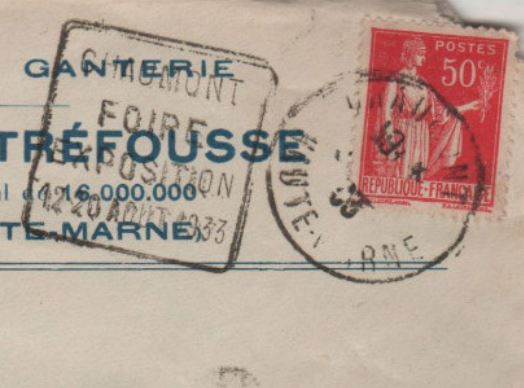 GANTERIE
TRÉFOUSSE
16.000.000
TE-MARNE)
CHAUMONT
FOIRE
EXPOSITION
12-20 AOUT 1933
POSTES
50c
REPUBLIQUE-FRANÇAISE
HAUTE-MARNE